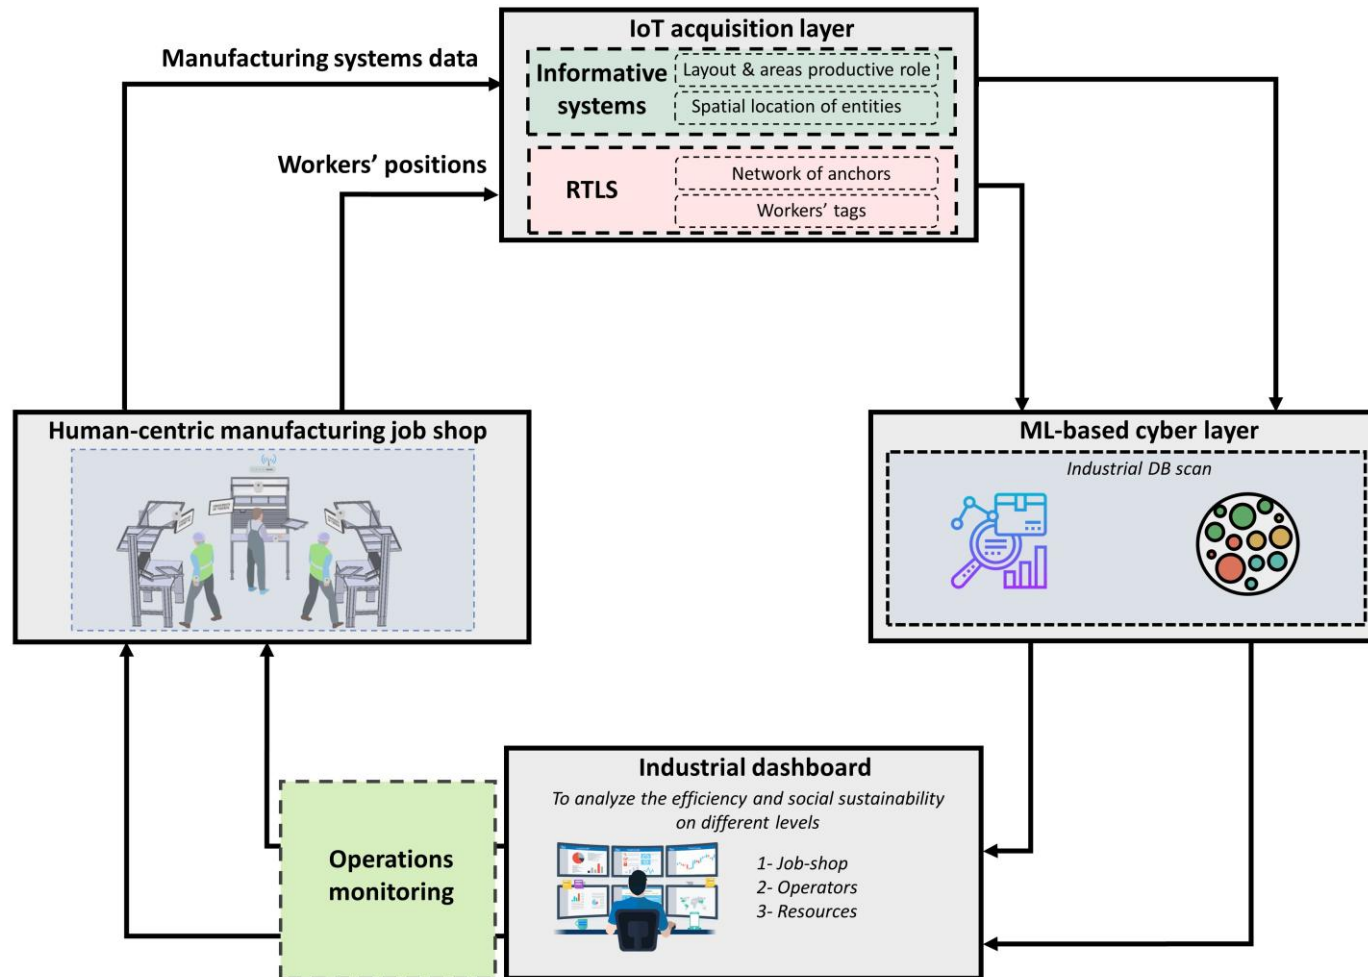 IoT acquisition layer
Manufacturing systems data
Informative
systems
Layout & areas productive role
Spatial location of entities
Workers' positions
RTLS
Network of anchors
Workers' tags
Human-centric manufacturing job shop
ML-based cyber layer
Industrial DB scan
Industrial dashboard
To analyze the efficiency and social sustainability
on different levels
1- Job-shop
2- Operators
3- Resources
Operations
monitoring